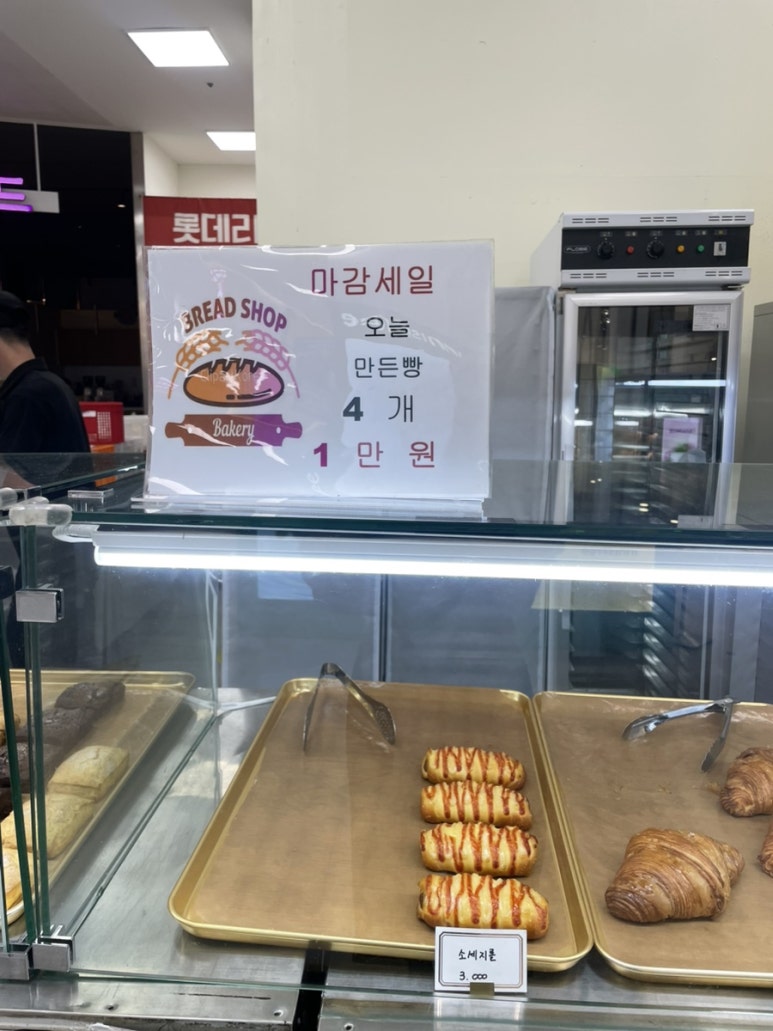 드
롯데리
마감세일
BREAD SHOP
오늘
만든빵
Bakery
4 개
1 만 원
소세지롤
3.000